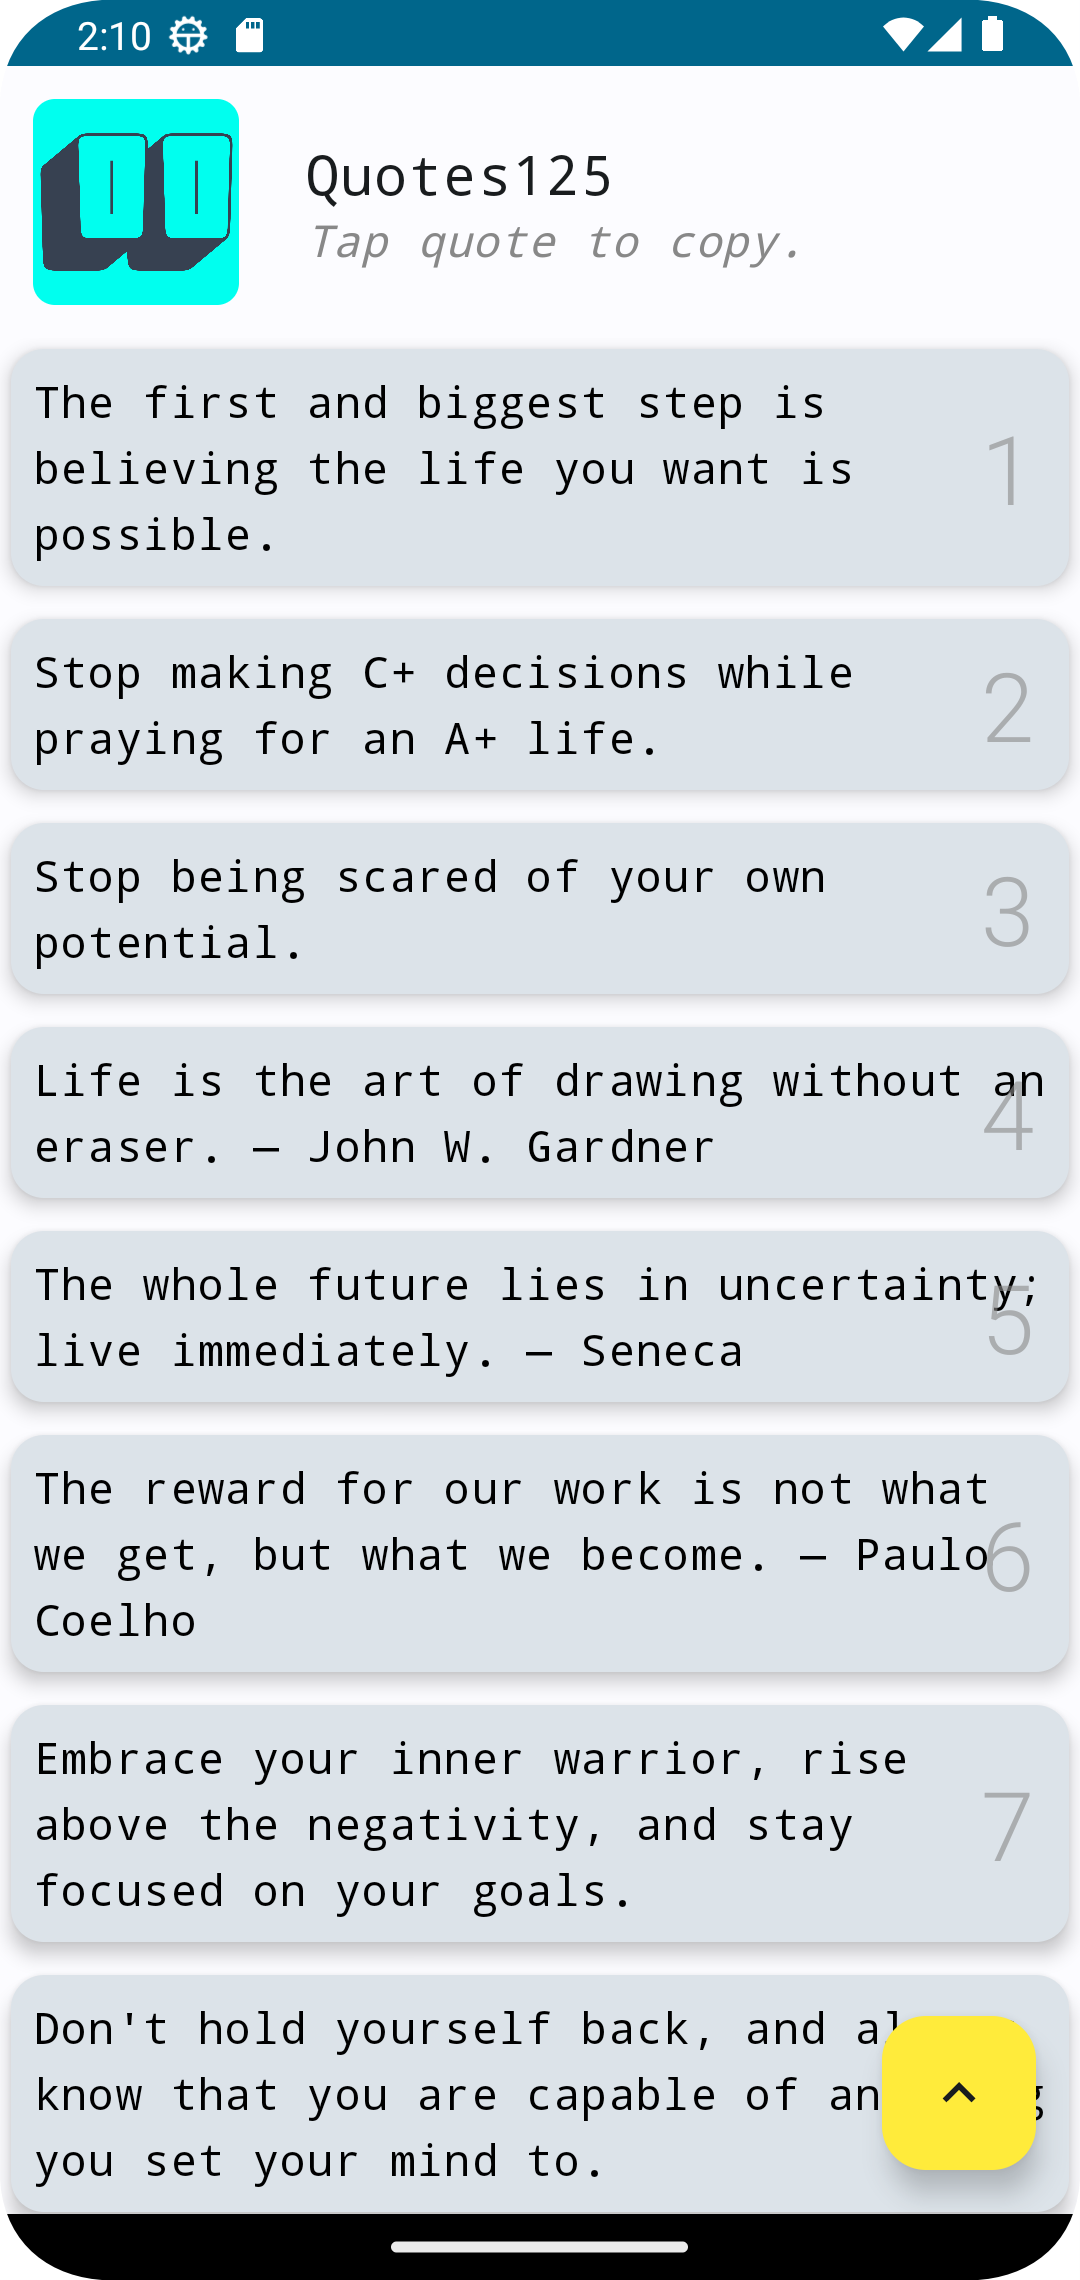 2:10
Quotes125
Tap quote to copy.
The first and biggest step is
believing the life you want is
possible.
1
Stop making C+ decisions while
praying for an A+ life.
2
Stop being scared of your own
potential.
3
Life is the art of drawing without an
eraser. — John W. Gardner
4
The whole future lies in uncertainty;
live immediately. — Seneca
5
The reward for our work is not what
we get, but what we become. — Paulo
Coelho
6
Embrace your inner warrior, rise
above the negativity, and stay
focused on your goals.
7
Don't hold yourself back, and
know that you are capable of
you set your mind to.